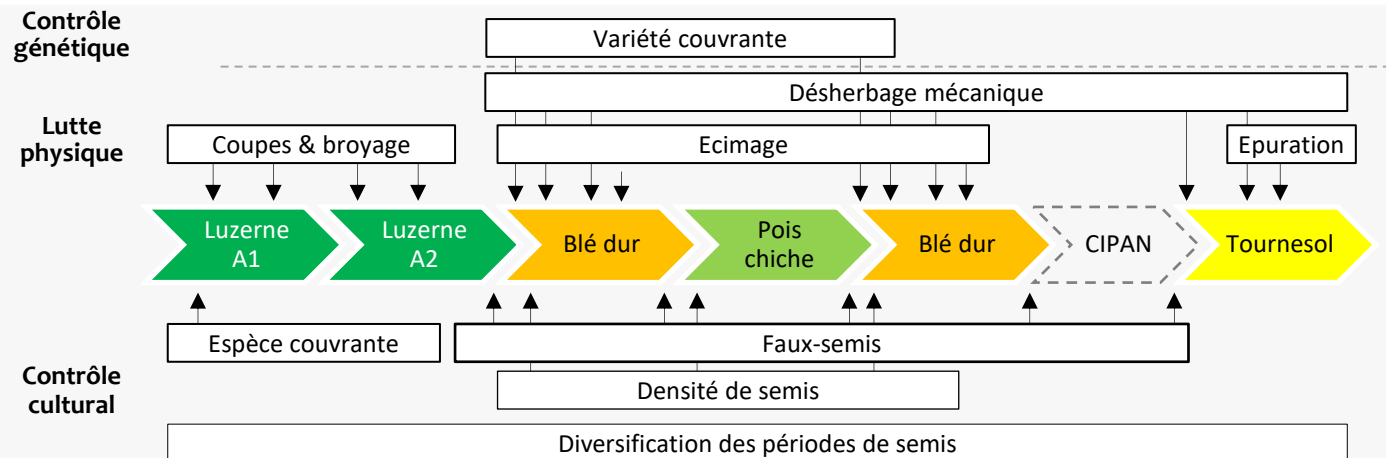 Contrôle
génétique
Variété couvrante
Désherbage mécanique
Lutte
physique
Coupes & broyage
Ecimage
Epuration
Luzerne
A1
Luzerne
A2
Blé dur
Pois
chiche
Blé dur
CIPAN
Tournesol
Espèce couvrante
Faux-semis
Contrôle
cultural
Densité de semis
Diversification des périodes de semis